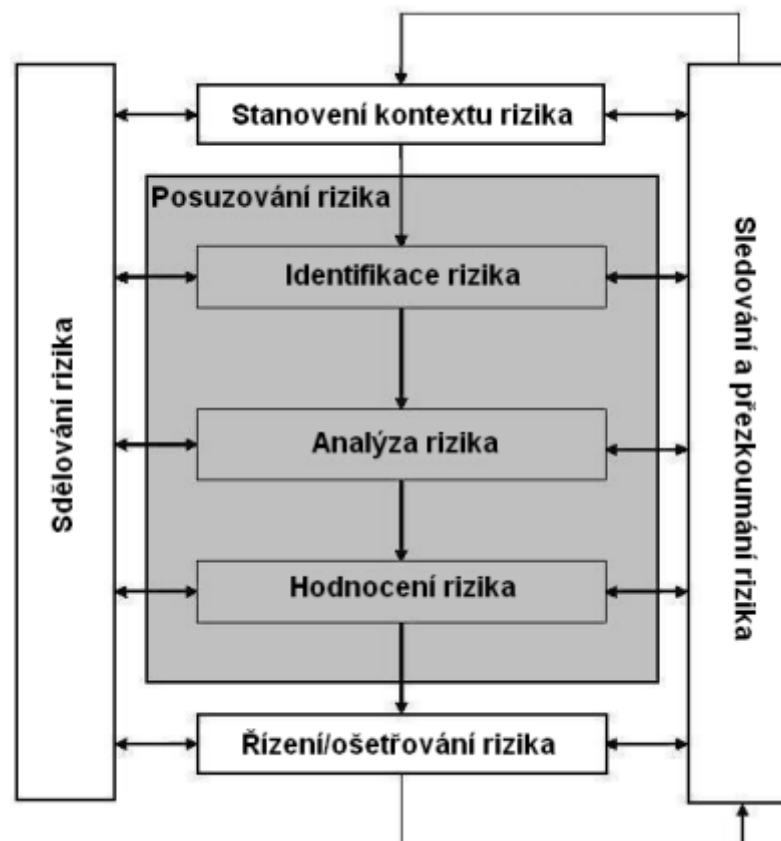 Stanovení kontextu rizika
Posuzování rizika
Identifikace rizika
Analýza rizika
Hodnocení rizika
Řízení/ošetřování rizika
Sdělování rizika
Sledování a přezkoumání rizika